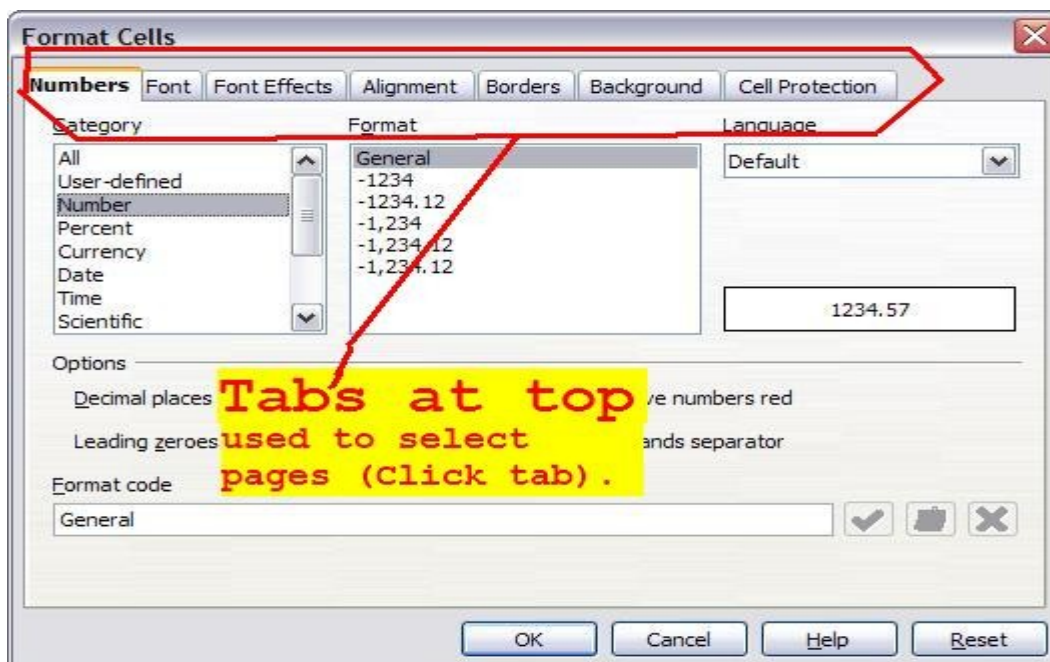 Format Cells
Numbers Font Font Effects Alignment Borders Background Cell Protection
Category
All
User-defined
Number
Percent
Currency
Date
Time
Scientific
Format
General
-1234
-1234.12
-1,234
-1,234.12
-1,234.12
Language
Default
1234.57
Options
Decimal places
numbers red
Leading zeroes
separator
Tabs at top
used to select
pages (Click tab).
Format code
General
OK Cancel Help Reset